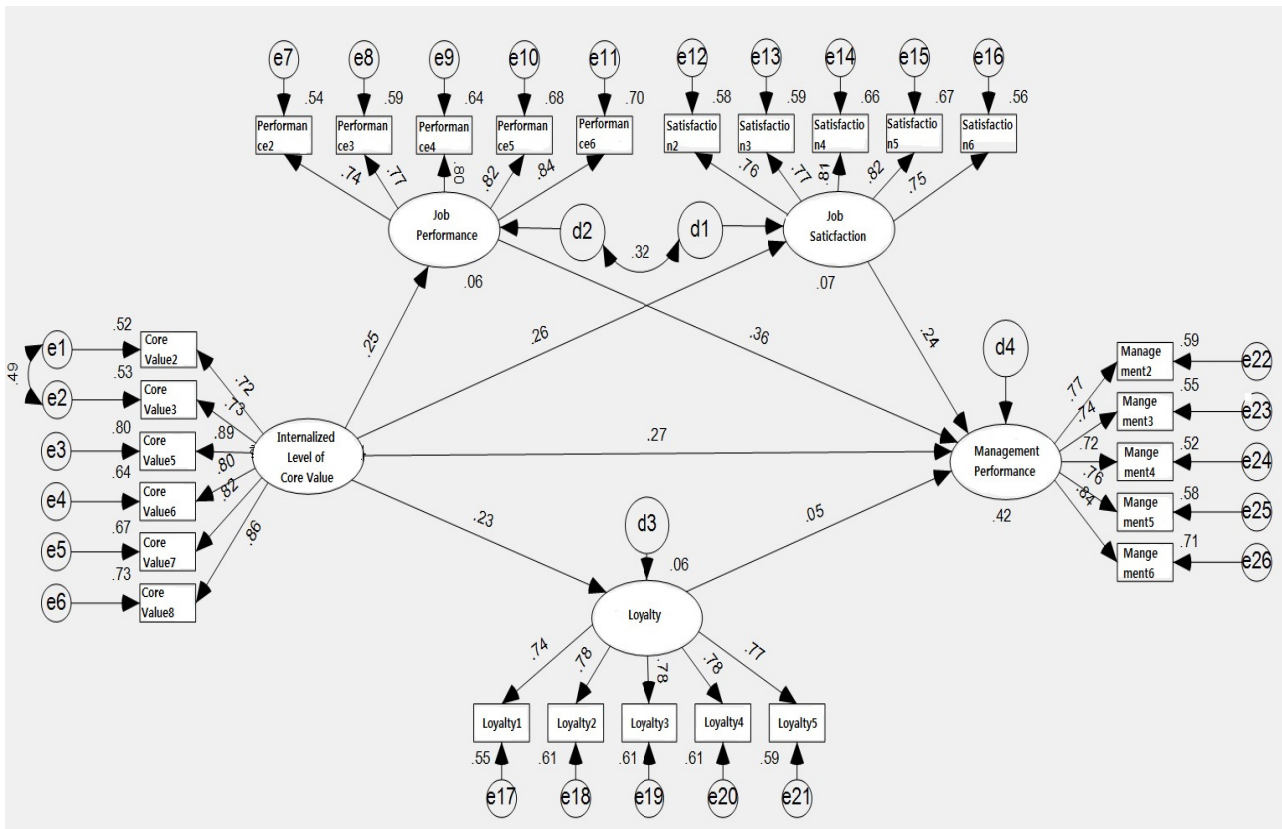 e7 e8 e9 e10 e11 e12 e13 e14 e15 e16
.54 .59 .64 .68 .70 .58 .59 .66 .67 .56
Performan Performan Performan Performan Performan Satisfactio Satisfactio Satisfactio Satisfactio Satisfactio
ce2 ce3 ce4 ce5 ce6 n2 n3 n4 n5 n6
.74 .77 .80 .82 .84 .76 .77 .81 .82 .75
Job
Performance
d2 d1
.32
Job
Saticfaction
.06 .07
.25 .26 .36 .24
d4
.49
e1 .52 Core
Value2
e2 .53 Core
Value3
e3 .80 Core
Value5
e4 .64 Core
Value6
e5 .67 Core
Value7
e6 .73 Core
Value8
.72
.73
.89
.80
.82
.86
Internalized
Level of
Core Value
.27
Management
Performance
.42
.77
.74
.72
.76
.84
Manage
ment2 .59 e22
Mange
ment3 .55 e23
Mange
ment4 .52 e24
Mange
ment5 .58 e25
Mange
ment6 .71 e26
.23 d3 .05
.06
Loyalty
.74 .78 .78 .78 .77
Loyalty1 Loyalty2 Loyalty3 Loyalty4 Loyalty5
.55 .61 .61 .61 .59
e17 e18 e19 e20 e21